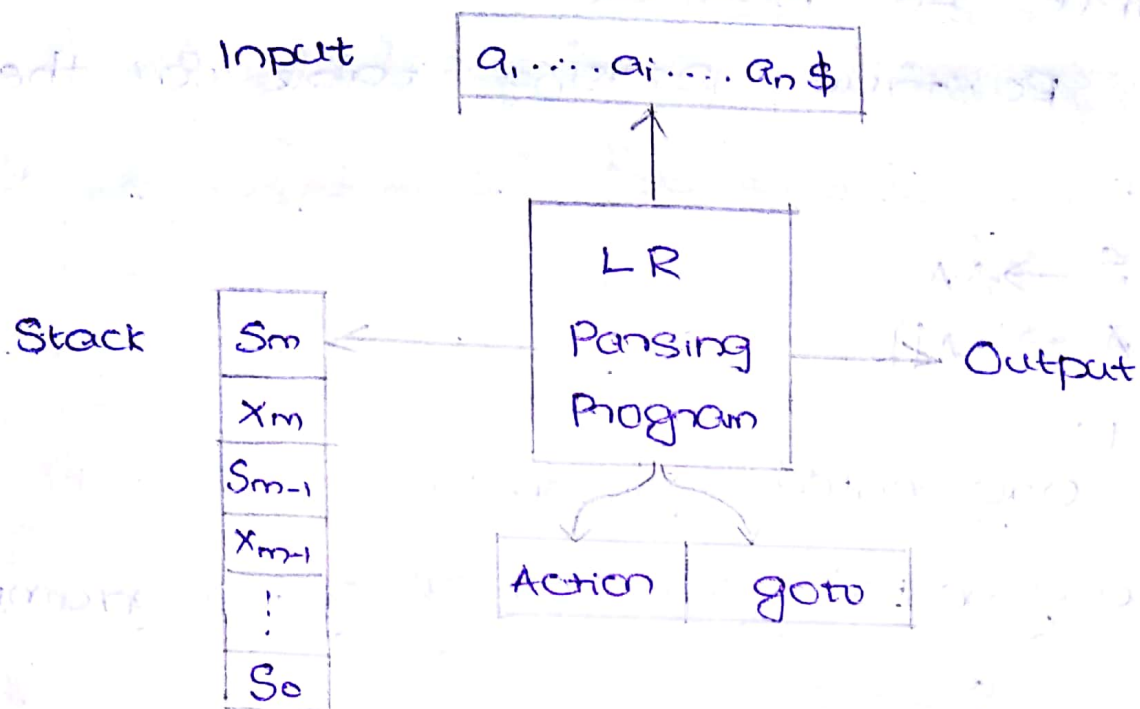 Input
a₁.....aᵢ.... aₙ $
LR
Parsing
Program
Stack
Sₘ
Xₘ
Sₘ₋₁
Xₘ₋₁
⋮
S₀
Output
Action | goto